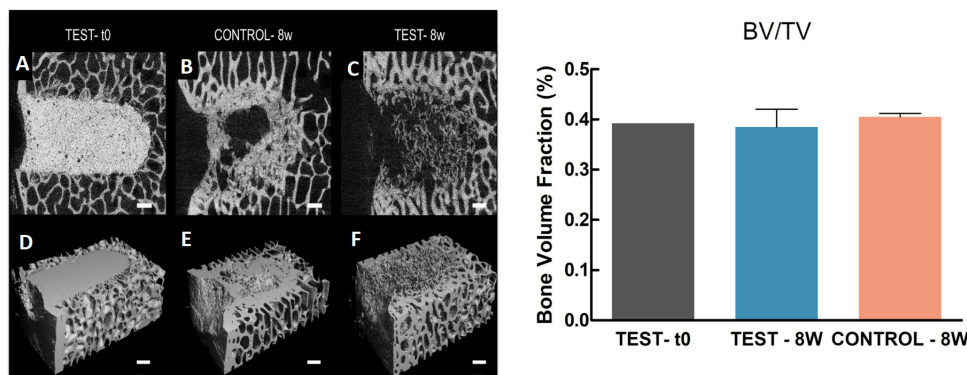 TEST- t0 CONTROL- 8w TEST- 8w
A B C
D E F
BV/TV
Bone Volume Fraction (%)
0.5
0.4
0.3
0.2
0.1
0.0
TEST- t0 TEST - 8W CONTROL - 8W